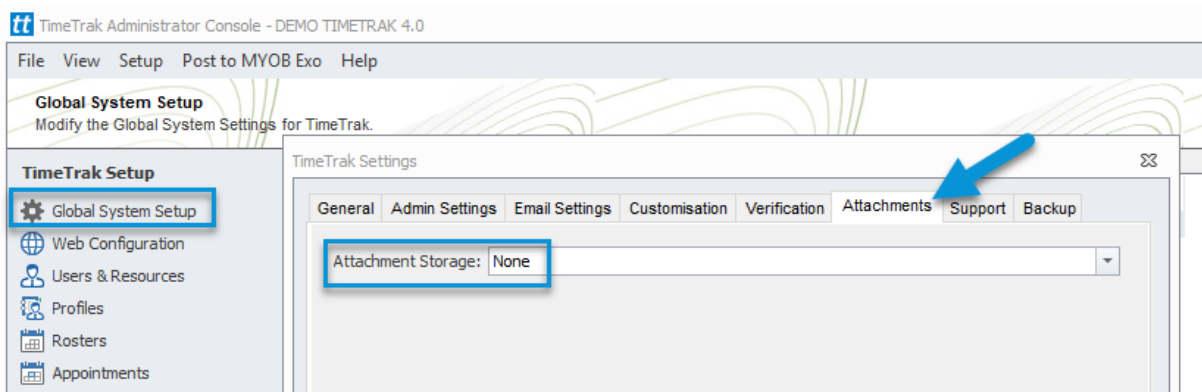 tt TimeTrak Administrator Console - DEMO TIMETRAK 4.0
File View Setup Post to MYOB Exo Help
Global System Setup
Modify the Global System Settings for TimeTrak.
TimeTrak Setup
Global System Setup
Web Configuration
Users & Resources
Profiles
Rosters
Appointments
TimeTrak Settings
General Admin Settings Email Settings Customisation Verification Attachments Support Backup
Attachment Storage: None